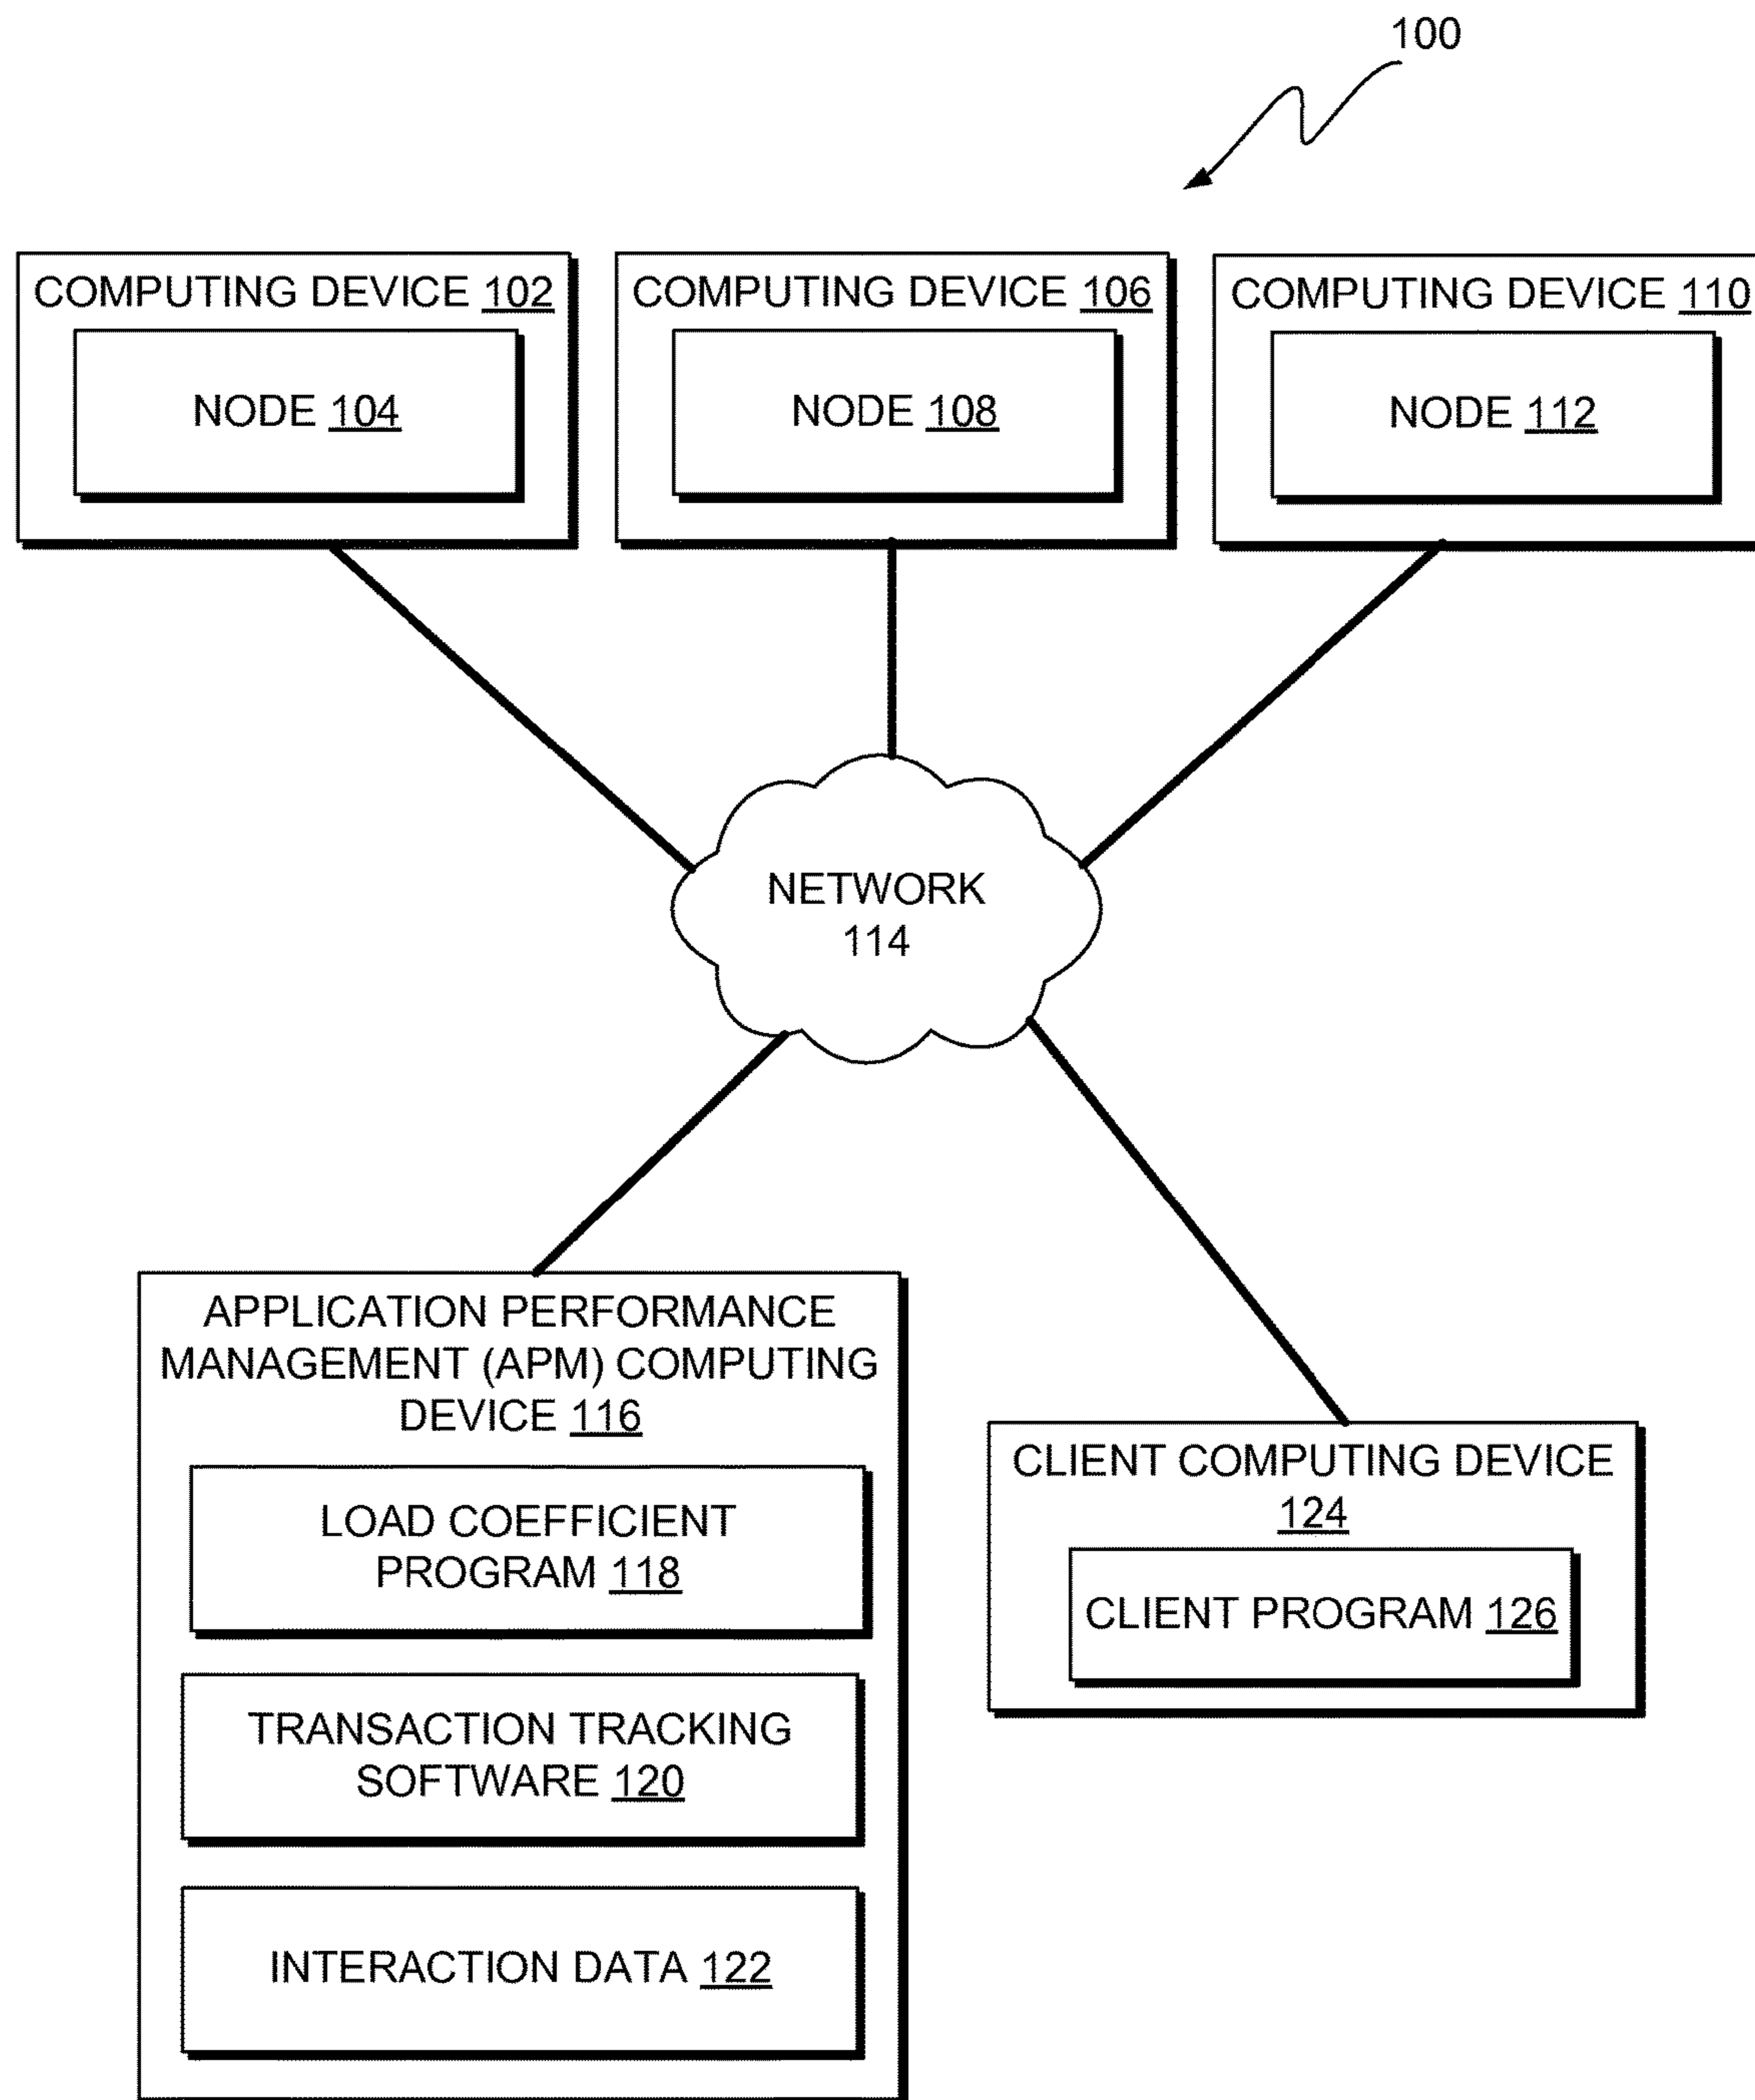 100
COMPUTING DEVICE 102
NODE 104
COMPUTING DEVICE 106
NODE 108
COMPUTING DEVICE 110
NODE 112
NETWORK
114
APPLICATION PERFORMANCE
MANAGEMENT (APM) COMPUTING
DEVICE 116
LOAD COEFFICIENT
PROGRAM 118
TRANSACTION TRACKING
SOFTWARE 120
INTERACTION DATA 122
CLIENT COMPUTING DEVICE
124
CLIENT PROGRAM 126